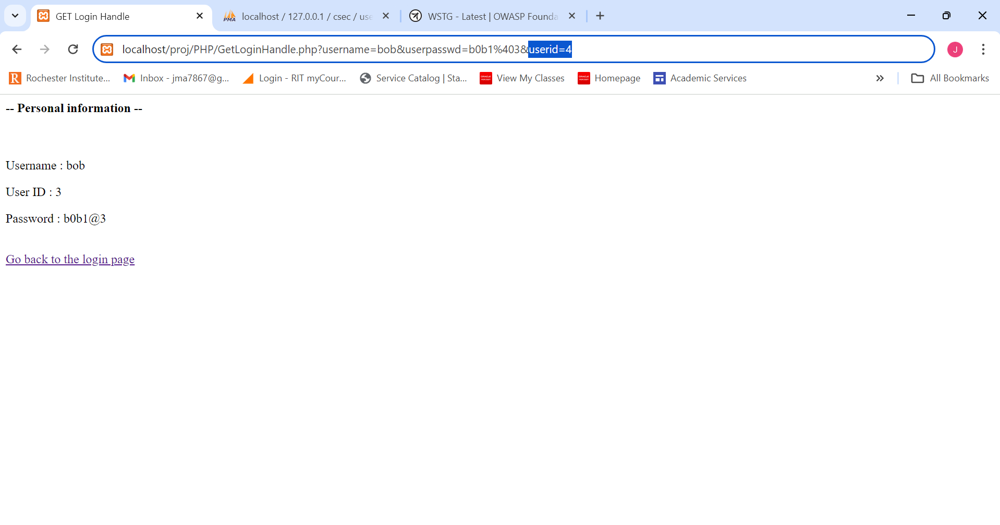 GET Login Handle
localhost / 127.0.0.1 / csec / use
WSTG - Latest | OWASP Founda
localhost/proj/PHP/GetLoginHandle.php?username=bob&userpasswd=b0b1%403&userid=4
J
Rochester Institute...
Inbox - jma7867@g...
Login - RIT myCour...
Service Catalog | Sta...
View My Classes
Homepage
Academic Services
All Bookmarks
-- Personal information --
Username : bob
User ID : 3
Password : b0b1@3
Go back to the login page